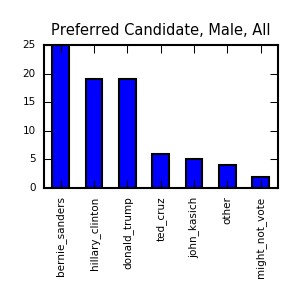 Preferred Candidate, Male, All
25
20
15
10
5
0
bernie_sanders
hillary_clinton
donald_trump
ted_cruz
john_kasich
other
might_not_vote